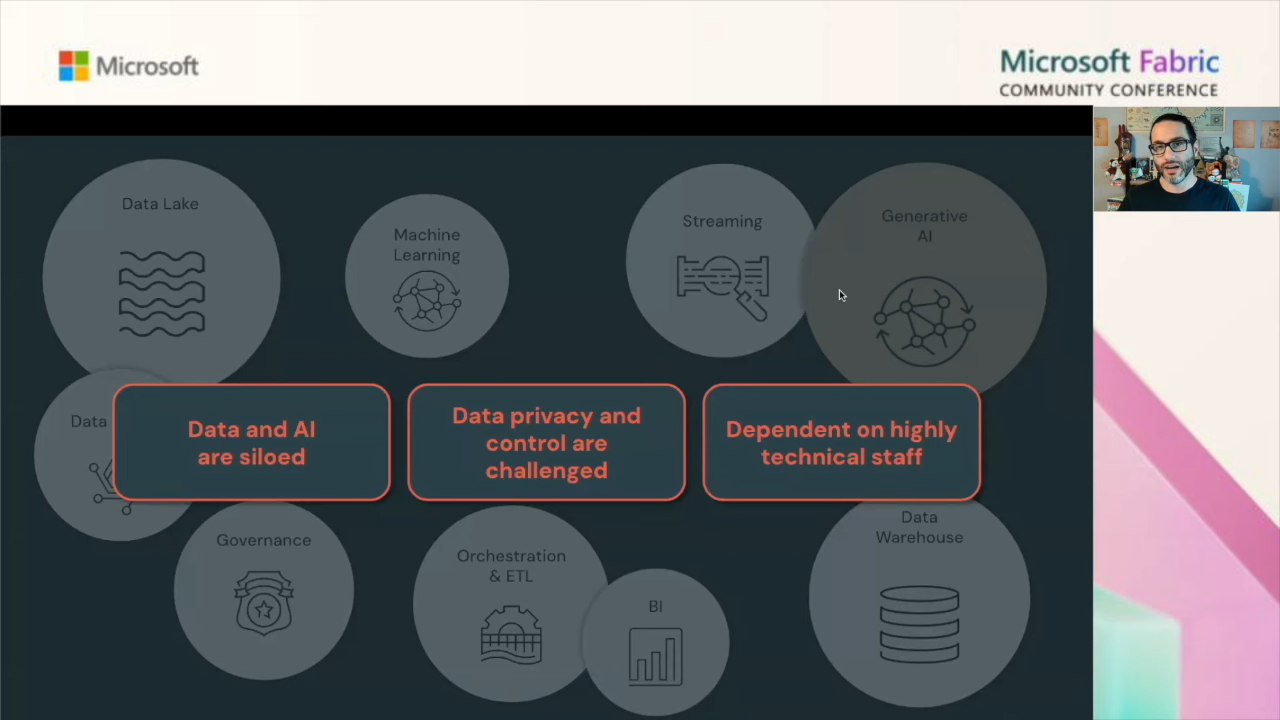 Microsoft
Microsoft Fabric
COMMUNITY CONFERENCE
Data Lake
Machine
Learning
Streaming
Generative
AI
Data
Data and AI
are siloed
Data privacy and
control are
challenged
Dependent on highly
technical staff
Governance
Orchestration
& ETL
BI
Data
Warehouse